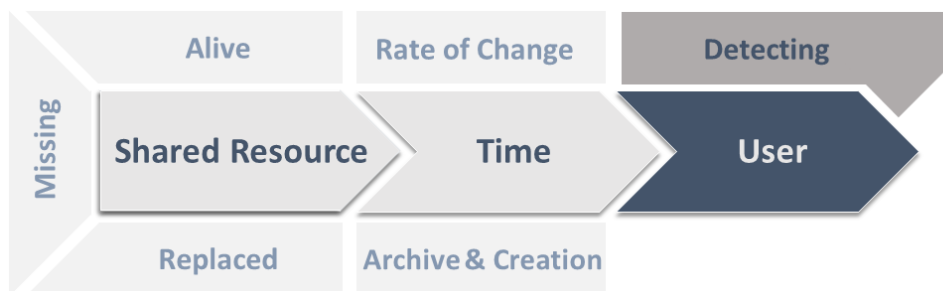 Alive
Rate of Change
Detecting
Missing
Shared Resource
Time
User
Replaced
Archive & Creation